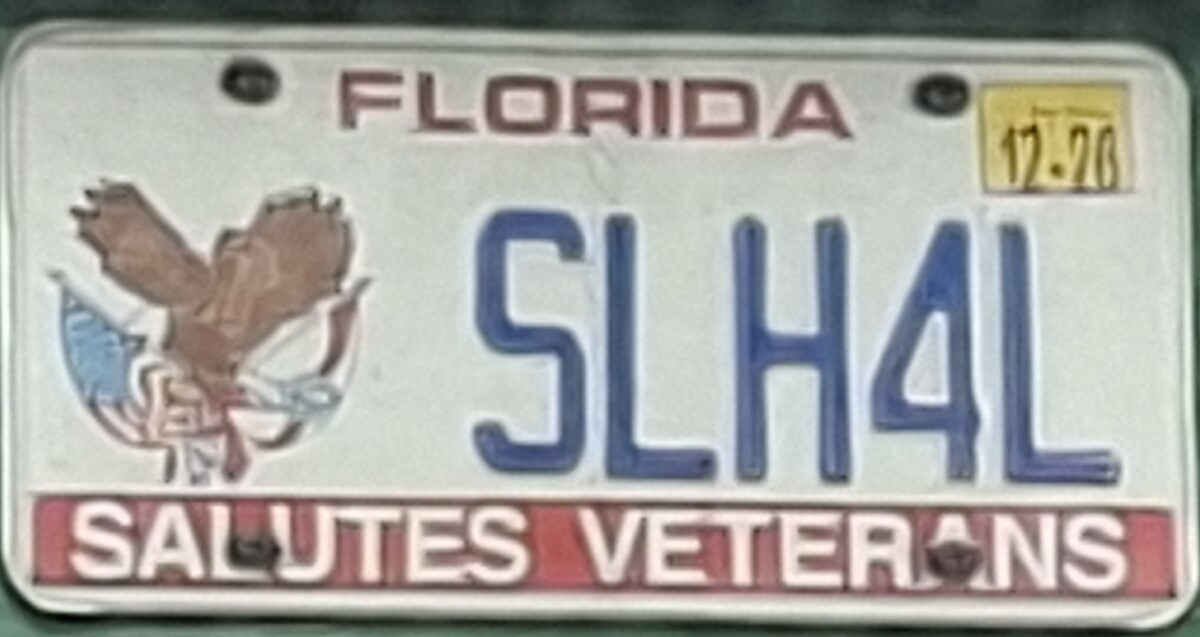 FLORIDA
12.20
SLH4L
SALUTES VETERANS